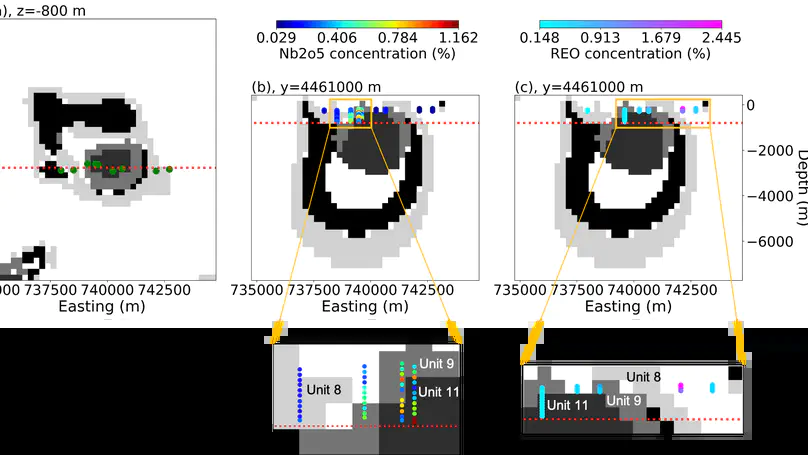 ), z=-800 m
0.029 0.406 0.784 1.162
Nb2o5 concentration (%)
0.148 0.913 1.679 2.445
REO concentration (%)
(b), y=4461000 m
(c), y=4461000 m
0
−2000
−4000
−6000
Depth (m)
000 737500 740000 742500
Easting (m)
735000 737500 740000 742500
Easting (m)
735000 737500 740000 742500
Easting (m)
Unit 9
Unit 8
Unit 11
Unit 8
Unit 11
Unit 9